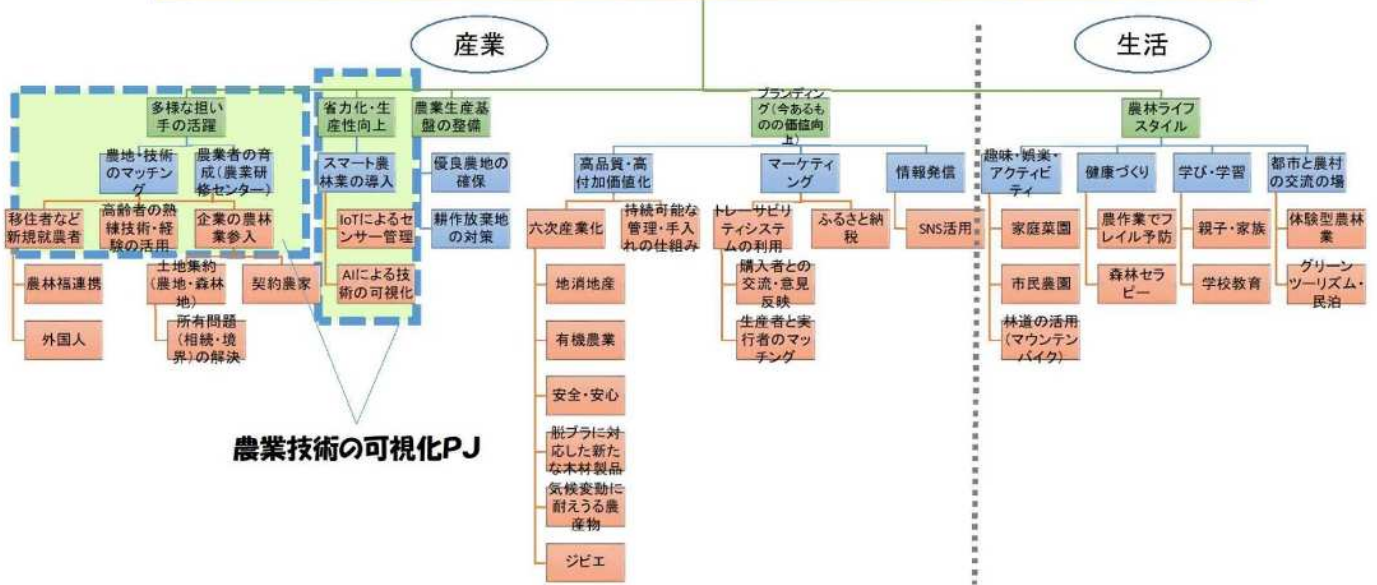 産業
生活
多様な担い
手の活躍
省力化・生
産性向上
農業生産基
盤の整備
ブランディン
グ(今あるも
のの価値向
上)
農林ライフ
スタイル
農地・技術
のマッチン
グ
農業者の育
成(農業研
修センター)
スマート農
林業の導入
優良農地の
確保
高品質・高
付加価値化
マーケティ
ング
情報発信
趣味・娯楽・
アクティビ
ティ
健康づくり
学び・学習
都市と農村
の交流の場
移住者など
新規就農者
高齢者の熟
練技術・経
験の活用
企業の農林
業参入
IoTによるセ
ンサー管理
耕作放棄地
の対策
六次産業化
持続可能な
管理・手入
れの仕組み
トレーサビリ
ティシステ
ムの利用
ふるさと納
税
SNS活用
家庭菜園
農作業でフ
レイル予防
親子・家族
体験型農林
業
農林福連携
土地集約
(農地・森林
地)
契約農家
AIによる技
術の可視化
地消地産
購入者との
交流・意見
反映
市民農園
森林セラ
ピー
学校教育
グリーン
ツーリズム・
民泊
外国人
所有問題
(相続・境
界)の解決
有機農業
生産者と実
行者のマッ
チング
林道の活用
(マウンテン
バイク)
安全・安心
農業技術の可視化PJ
脱プラに対
応した新た
な木材製品
気候変動に
耐えうる農
産物
ジビエ